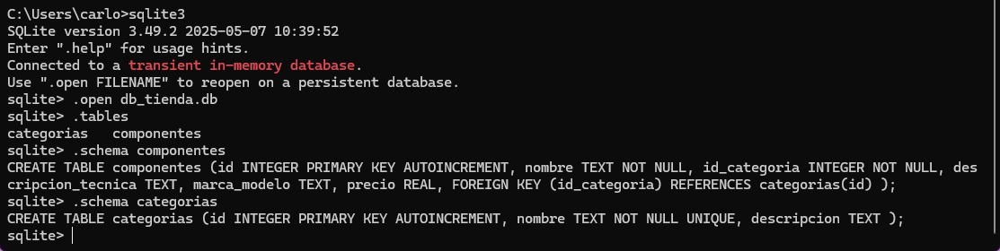 C:\Users\carlo>sqlite3
SQLite version 3.49.2 2025-05-07 10:39:52
Enter ".help" for usage hints.
Connected to a transient in-memory database.
Use ".open FILENAME" to reopen on a persistent database.
sqlite> .open db_tienda.db
sqlite> .tables
categorias   componentes
sqlite> .schema componentes
CREATE TABLE componentes (id INTEGER PRIMARY KEY AUTOINCREMENT, nombre TEXT NOT NULL, id_categoria INTEGER NOT NULL, des
cripcion_tecnica TEXT, marca_modelo TEXT, precio REAL, FOREIGN KEY (id_categoria) REFERENCES categorias(id) );
sqlite> .schema categorias
CREATE TABLE categorias (id INTEGER PRIMARY KEY AUTOINCREMENT, nombre TEXT NOT NULL UNIQUE, descripcion TEXT );
sqlite>